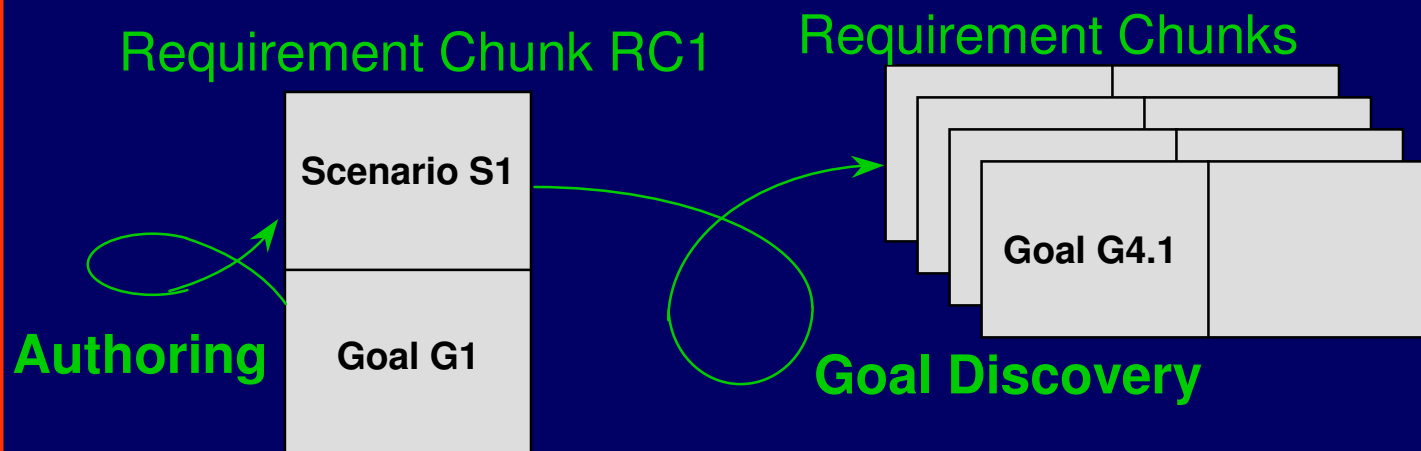 Requirement Chunk RC1
Requirement Chunks
Scenario S1
Goal G4.1
Authoring
Goal G1
Goal Discovery